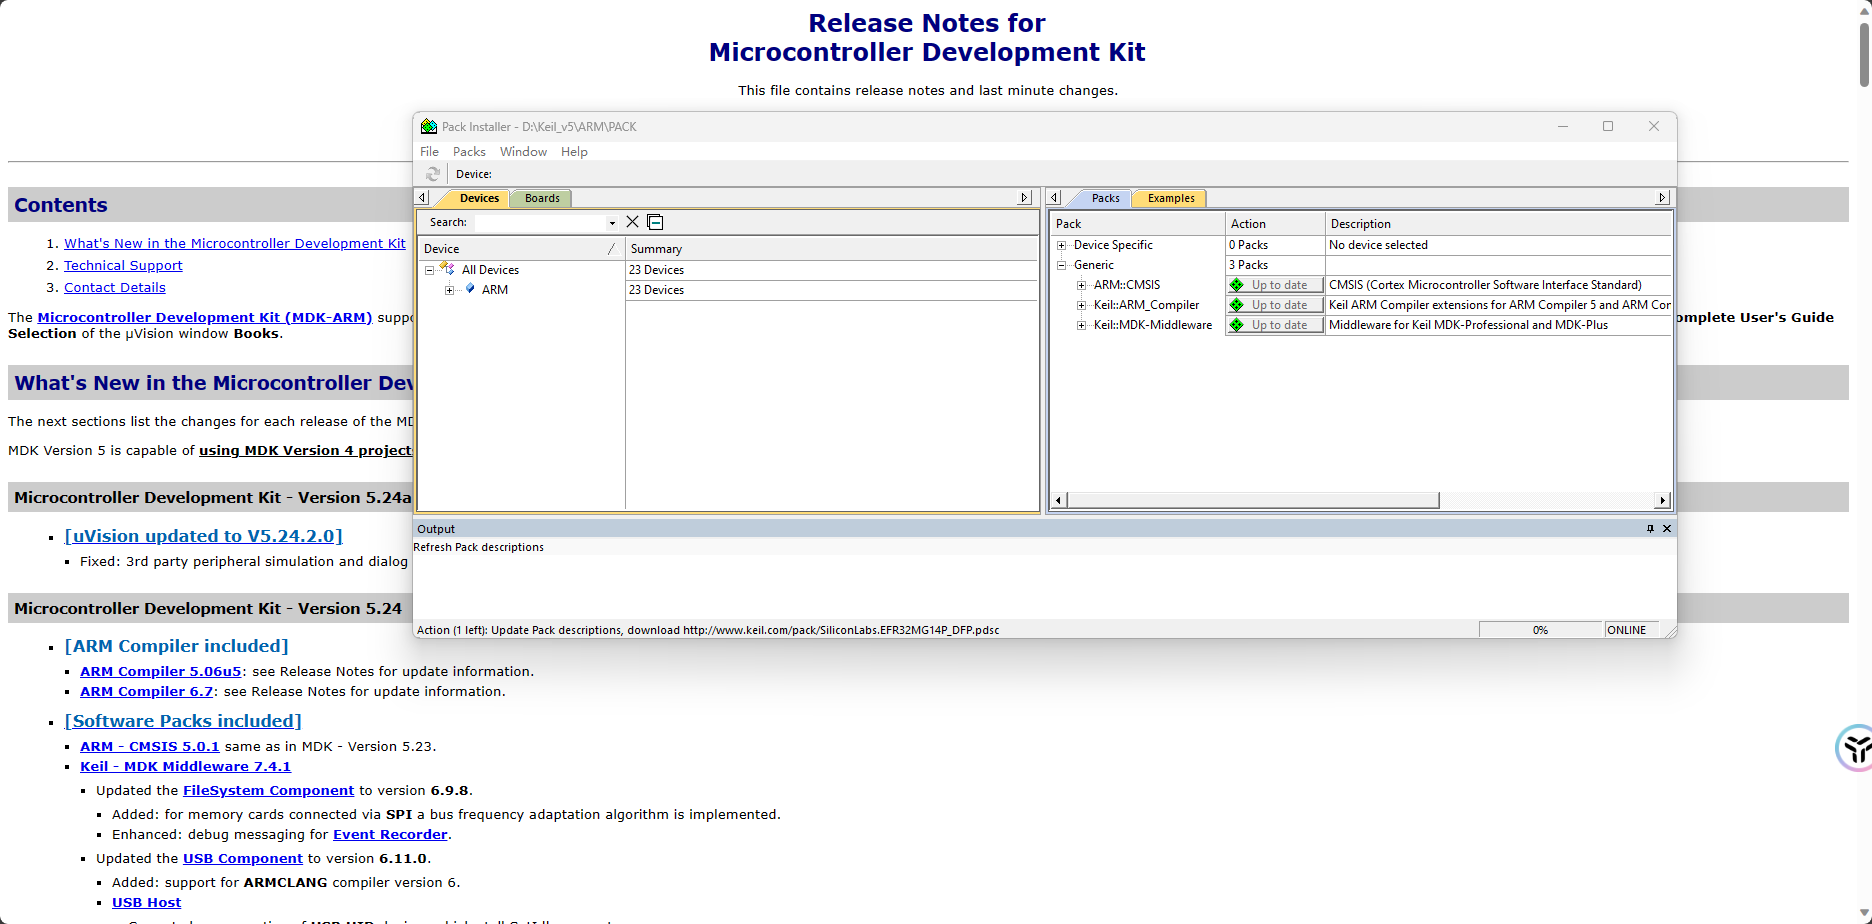 Release Notes for
Microcontroller Development Kit
This file contains release notes and last minute changes.
Contents
1. What's New in the Microcontroller Development Kit
2. Technical Support
3. Contact Details
The Microcontroller Development Kit (MDK-ARM) suppo
omplete User's Guide
Selection of the µVision window Books.
What's New in the Microcontroller Dev
The next sections list the changes for each release of the MD
MDK Version 5 is capable of using MDK Version 4 project
Microcontroller Development Kit - Version 5.24a
[uVision updated to V5.24.2.0]
Fixed: 3rd party peripheral simulation and dialog
Microcontroller Development Kit - Version 5.24
[ARM Compiler included]
ARM Compiler 5.06u5: see Release Notes for update information.
ARM Compiler 6.7: see Release Notes for update information.
[Software Packs included]
ARM - CMSIS 5.0.1 same as in MDK - Version 5.23.
Keil - MDK Middleware 7.4.1
Updated the FileSystem Component to version 6.9.8.
Added: for memory cards connected via SPI a bus frequency adaptation algorithm is implemented.
Enhanced: debug messaging for Event Recorder.
Updated the USB Component to version 6.11.0.
Added: support for ARMCLANG compiler version 6.
USB Host
Pack Installer - D:\Keil_v5\ARM\PACK
File Packs Window Help
Device:
Devices Boards
Search:
Device Summary
All Devices 23 Devices
ARM 23 Devices
Packs Examples
Pack Action Description
Device Specific 0 Packs No device selected
Generic 3 Packs
ARM::CMSIS Up to date CMSIS (Cortex Microcontroller Software Interface Standard)
Keil::ARM_Compiler Up to date Keil ARM Compiler extensions for ARM Compiler 5 and ARM Cor
Keil::MDK-Middleware Up to date Middleware for Keil MDK-Professional and MDK-Plus
Output
Refresh Pack descriptions
Action (1 left): Update Pack descriptions, download http://www.keil.com/pack/SiliconLabs.EFR32MG14P_DFP.pdsc
0% ONLINE